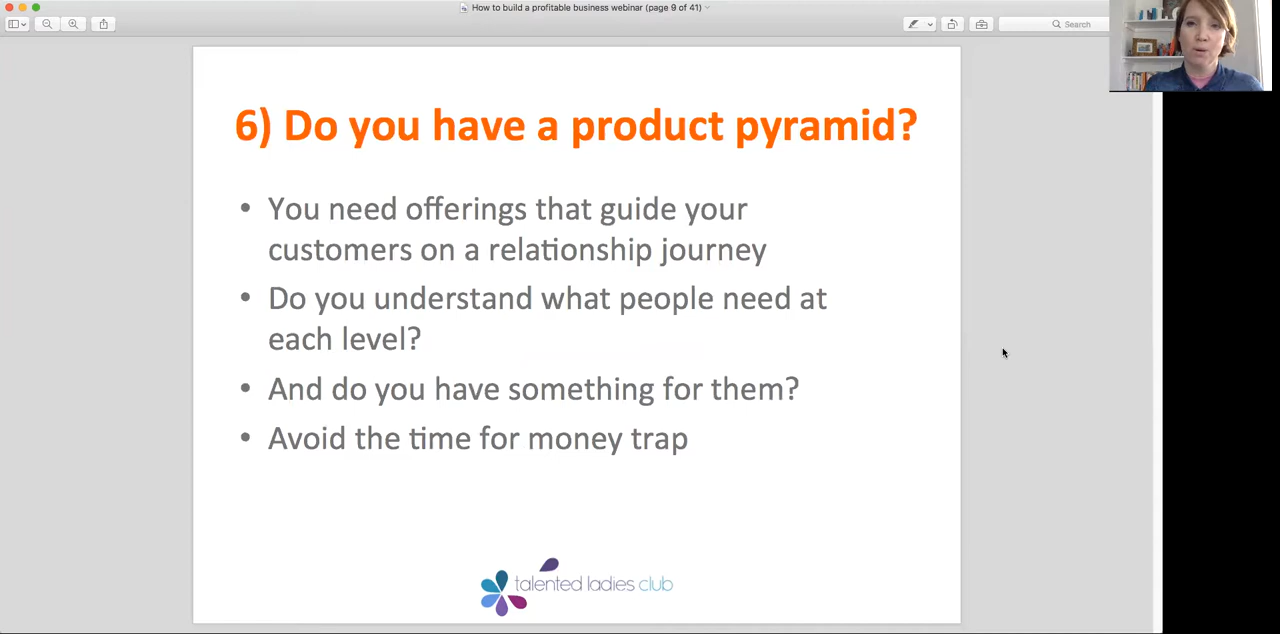 How to build a profitable business webinar (page 9 of 41)
Search
6) Do you have a product pyramid?
• You need offerings that guide your
customers on a relationship journey
• Do you understand what people need at
each level?
• And do you have something for them?
• Avoid the time for money trap
talented ladies club